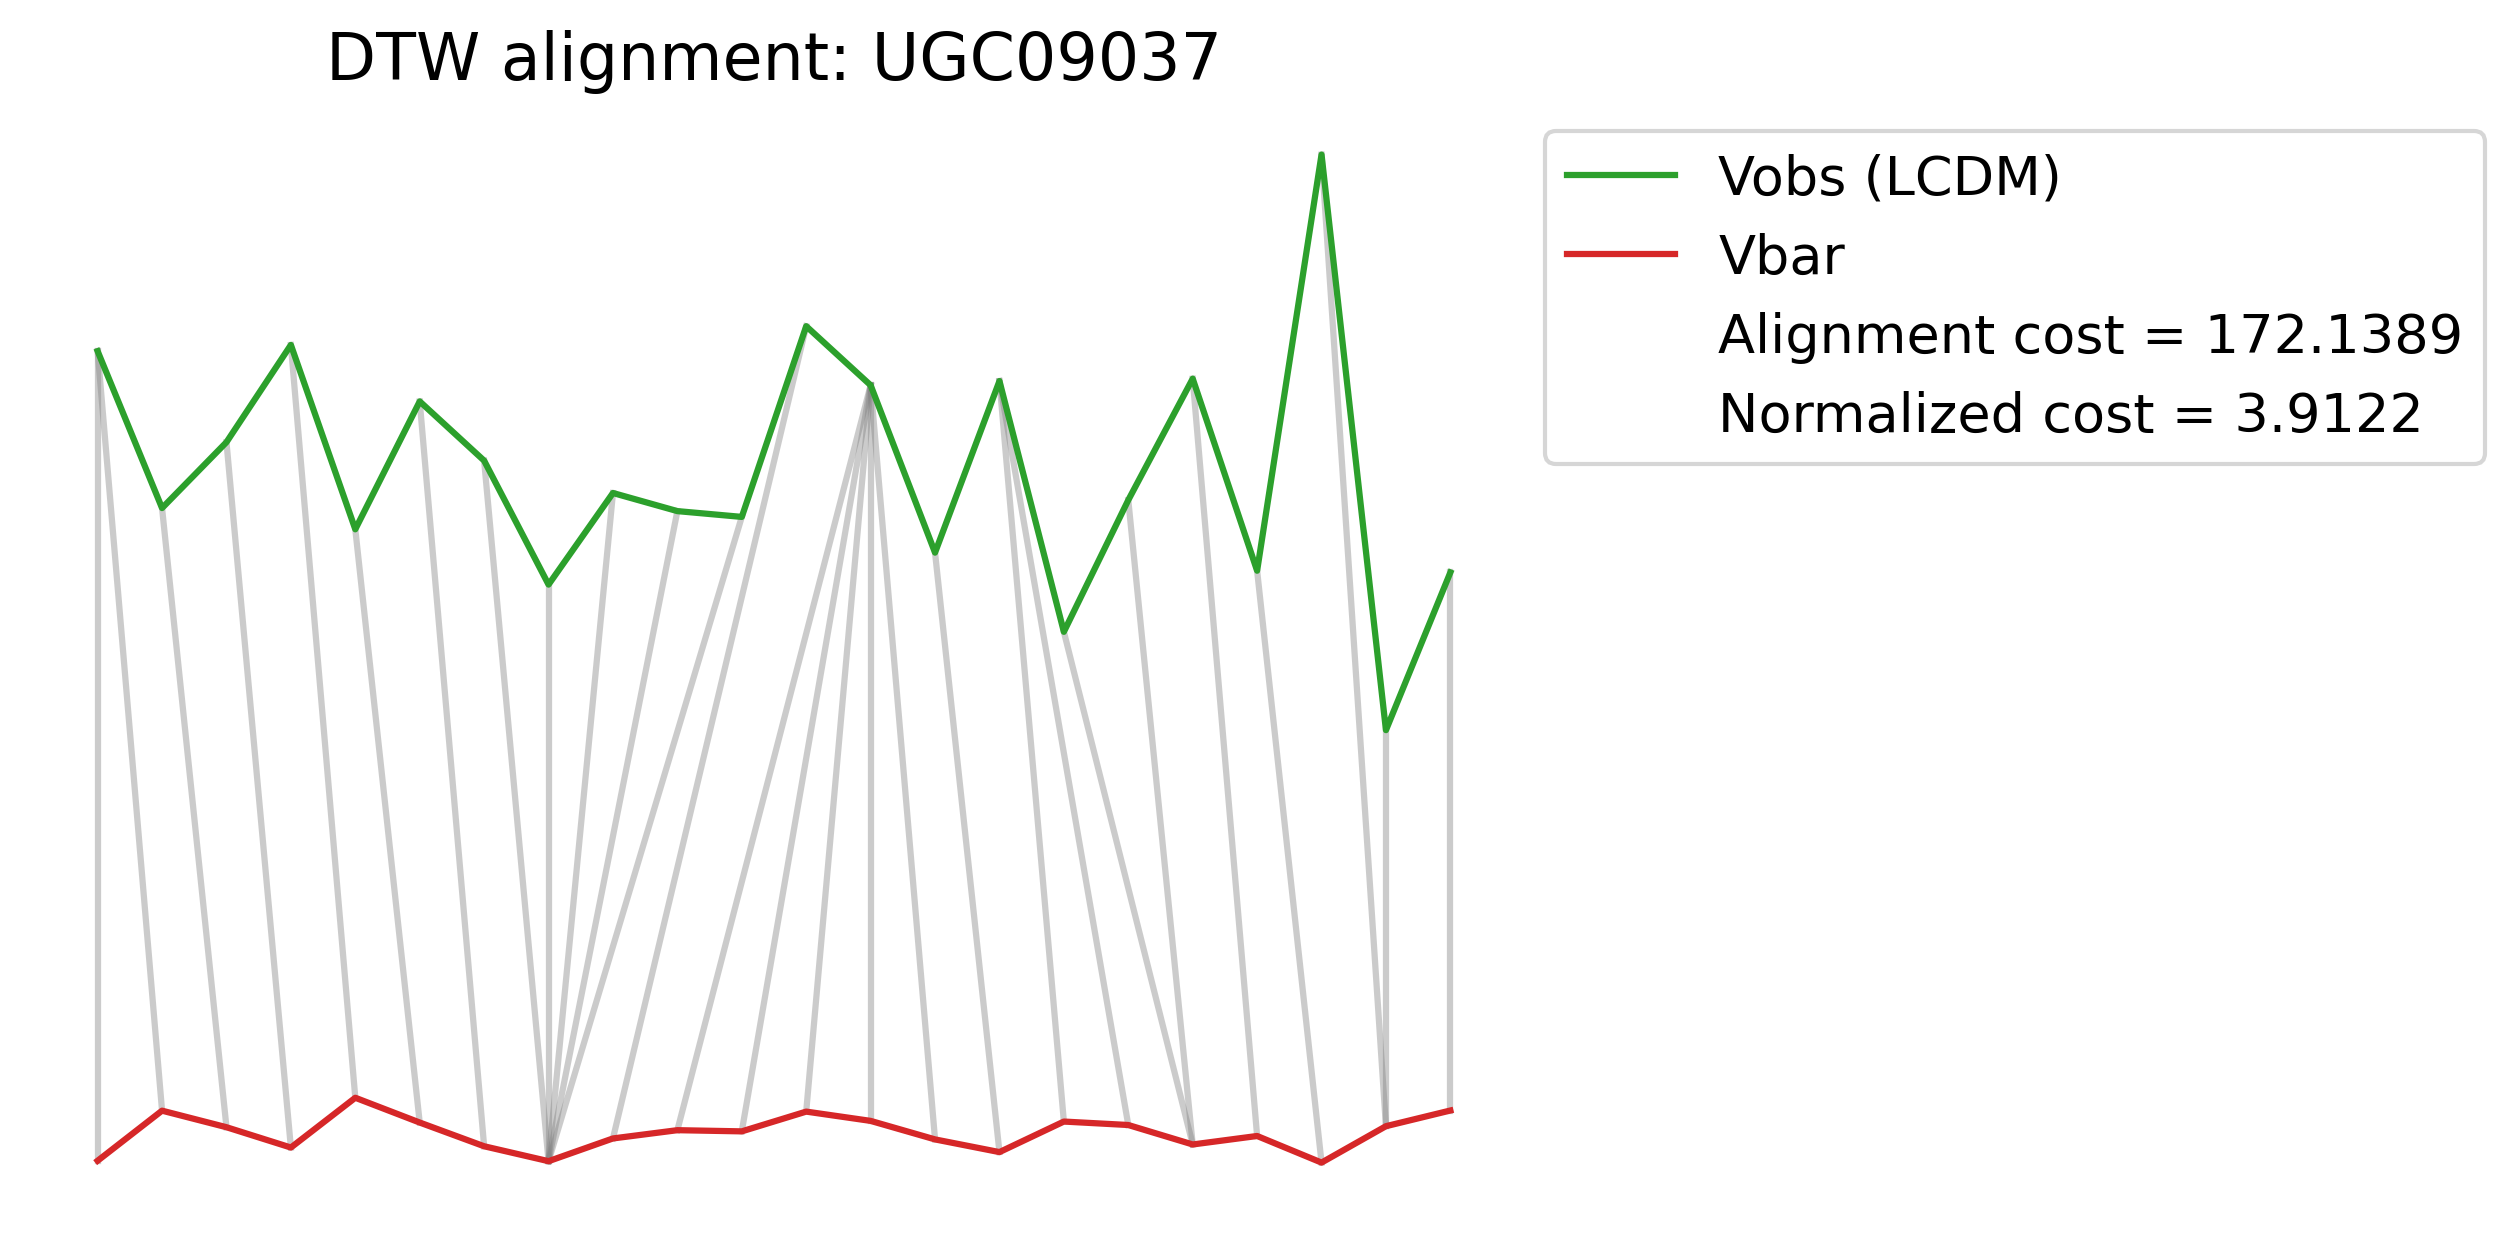 DTW alignment: UGC09037
Vobs (LCDM)
Vbar
Alignment cost = 172.1389
Normalized cost = 3.9122